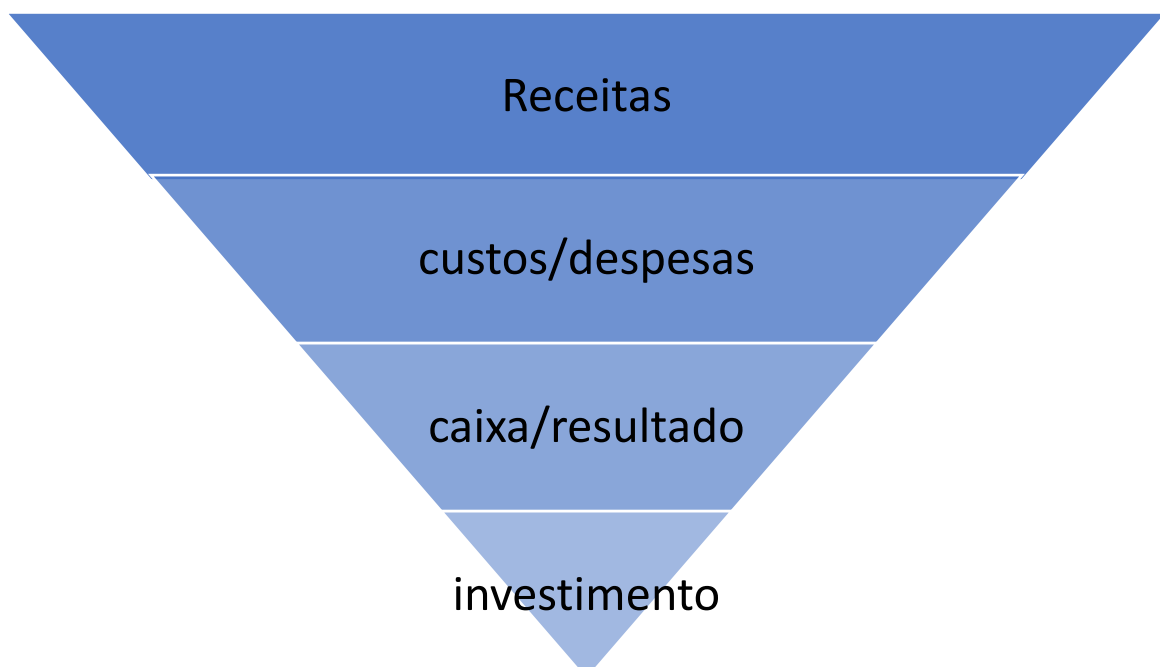 Receitas
custos/despesas
caixa/resultado
investimento